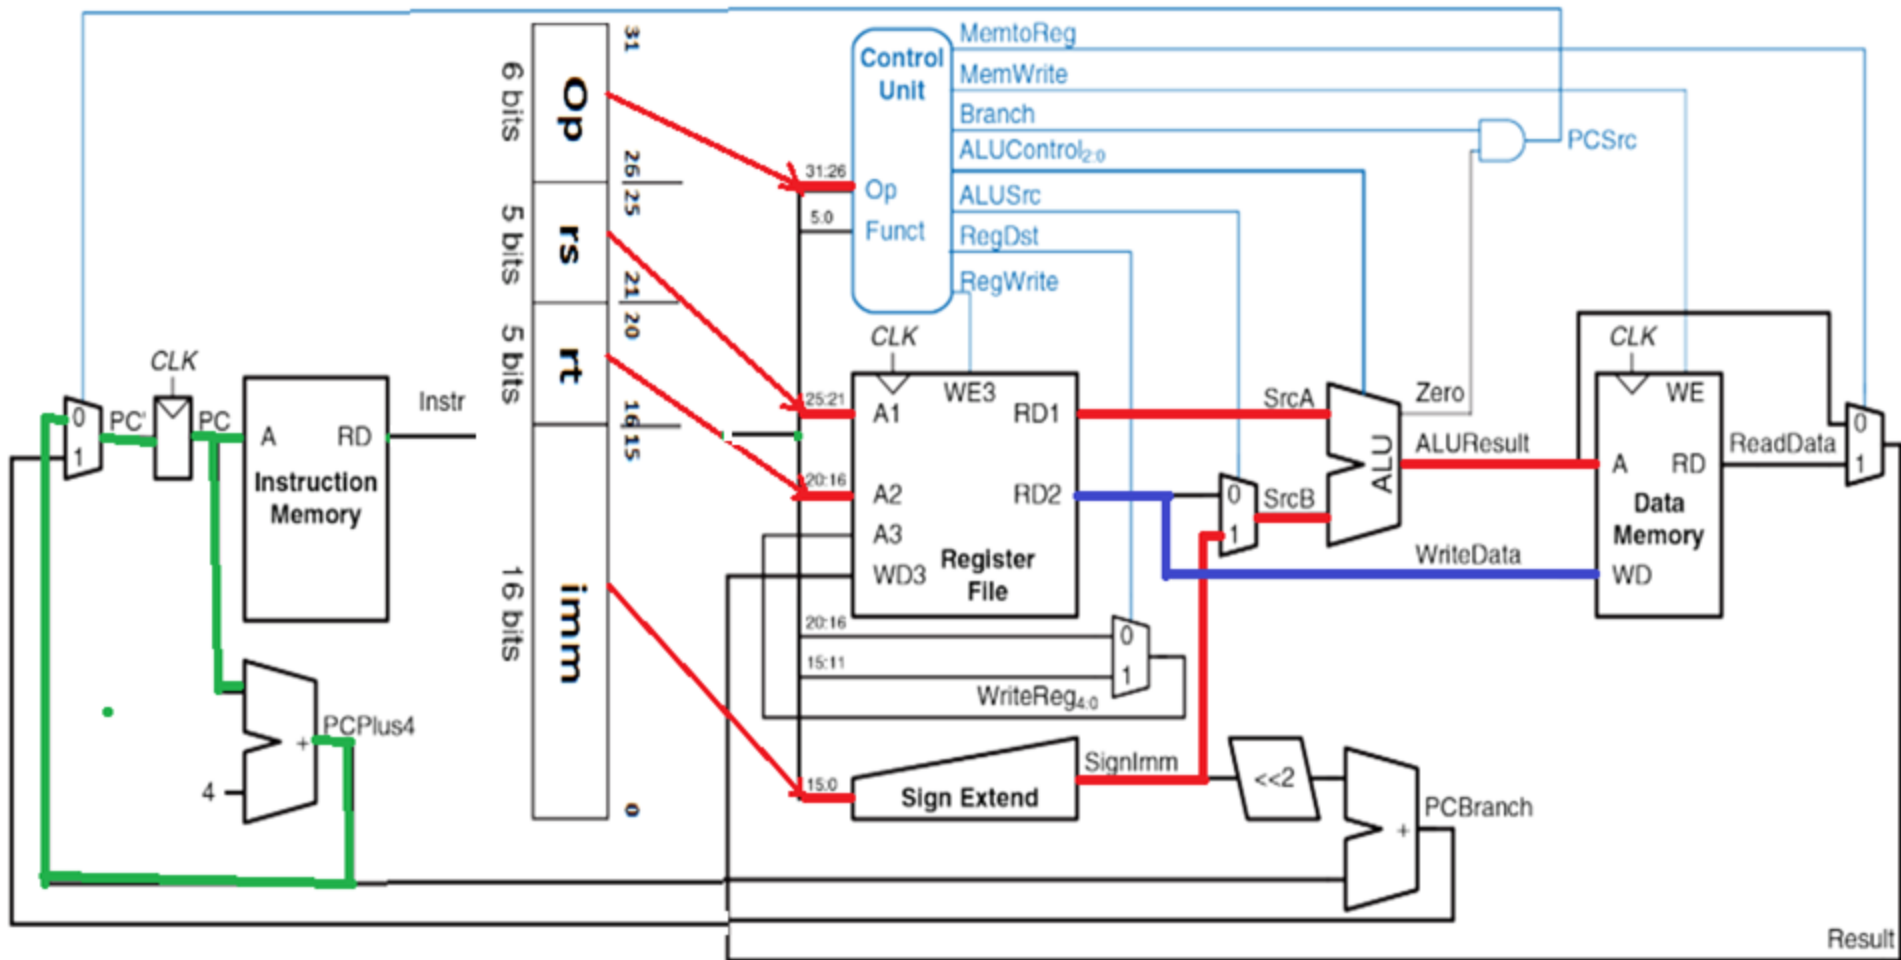 MemtoReg
Control
Unit
MemWrite
Branch
ALUControl2:0
PCSrc
ALUSrc
RegDst
RegWrite
31:26
Op
5:0
Funct
31
6 bits
Op
26
25
5 bits
rs
21
20
5 bits
rt
16
15
16 bits
imm
0
CLK
0
1
PC'
PC
A
RD
Instr
Instruction
Memory
PCPlus4
+
4
CLK
WE3
25:21
A1
RD1
20:16
A2
RD2
A3
WD3
Register
File
20:16
0
15:11
1
WriteReg4:0
15:0
Sign Extend
SignImm
<<2
+
PCBranch
SrcA
0
SrcB
1
ALU
Zero
ALUResult
WriteData
CLK
WE
A
RD
Data
Memory
WD
ReadData
0
1
Result